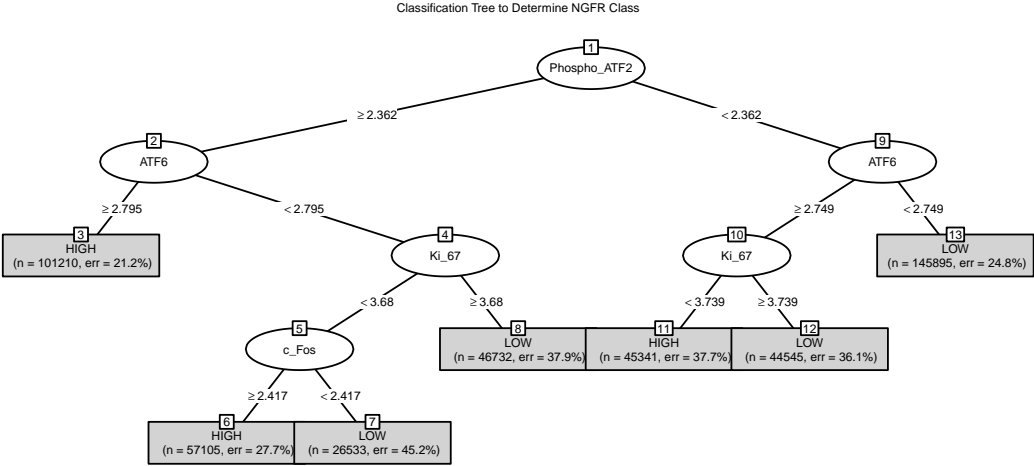 Classification Tree to Determine NGFR Class
1
Phospho_ATF2
≥ 2.362
< 2.362
2
ATF6
9
ATF6
≥ 2.795
< 2.795
≥ 2.749
< 2.749
3
HIGH
(n = 101210, err = 21.2%)
4
Ki_67
10
Ki_67
13
LOW
(n = 145895, err = 24.8%)
< 3.68
≥ 3.68
< 3.739
≥ 3.739
5
c_Fos
8
LOW
(n = 46732, err = 37.9%)
11
HIGH
(n = 45341, err = 37.7%)
12
LOW
(n = 44545, err = 36.1%)
≥ 2.417
< 2.417
6
HIGH
(n = 57105, err = 27.7%)
7
LOW
(n = 26533, err = 45.2%)